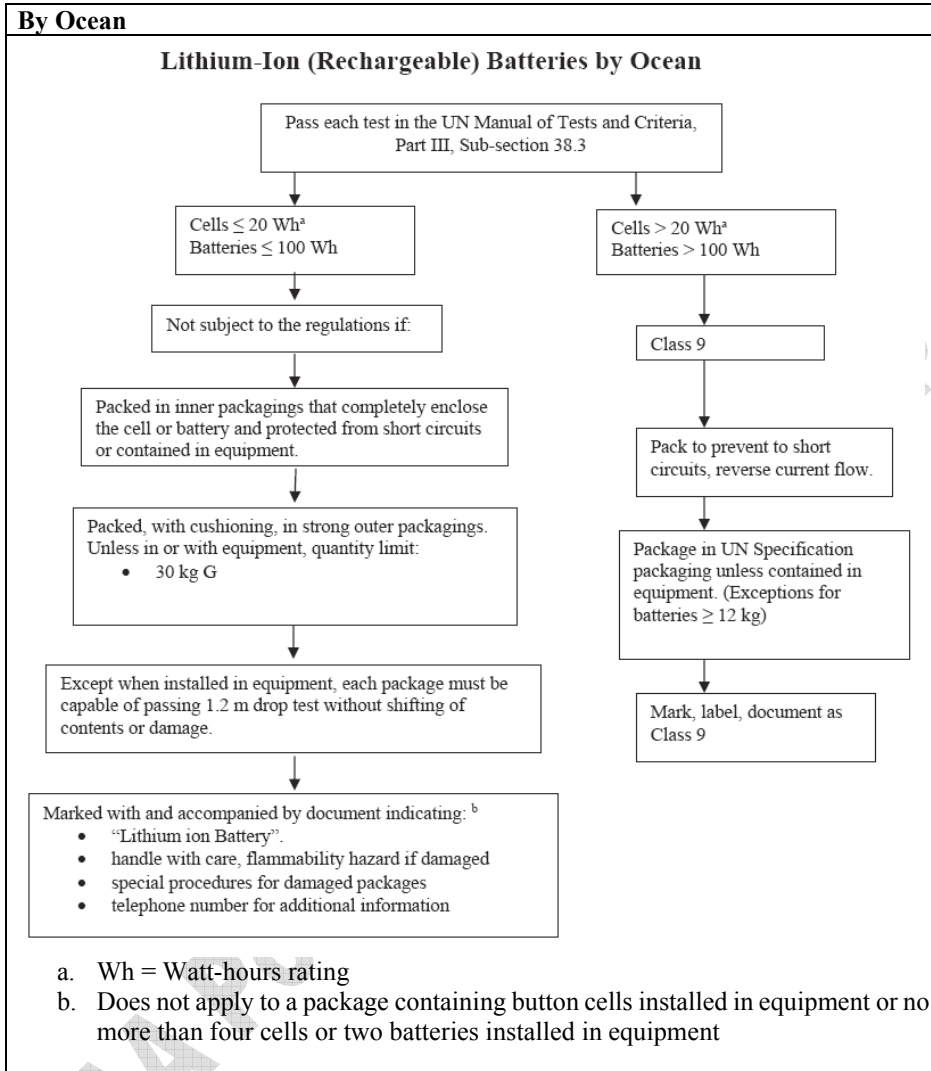 By Ocean
Lithium-Ion (Rechargeable) Batteries by Ocean
Pass each test in the UN Manual of Tests and Criteria,
Part III, Sub-section 38.3
Cells ≤ 20 Whᵃ
Batteries ≤ 100 Wh
Cells > 20 Whᵃ
Batteries > 100 Wh
Not subject to the regulations if:
Class 9
Packed in inner packagings that completely enclose
the cell or battery and protected from short circuits
or contained in equipment.
Pack to prevent to short
circuits, reverse current flow.
Packed, with cushioning, in strong outer packagings.
Unless in or with equipment, quantity limit:
• 30 kg G
Package in UN Specification
packaging unless contained in
equipment. (Exceptions for
batteries ≥ 12 kg)
Except when installed in equipment, each package must be
capable of passing 1.2 m drop test without shifting of
contents or damage.
Mark, label, document as
Class 9
Marked with and accompanied by document indicating: ᵇ
• “Lithium ion Battery”.
• handle with care, flammability hazard if damaged
• special procedures for damaged packages
• telephone number for additional information
a. Wh = Watt-hours rating
b. Does not apply to a package containing button cells installed in equipment or no
more than four cells or two batteries installed in equipment